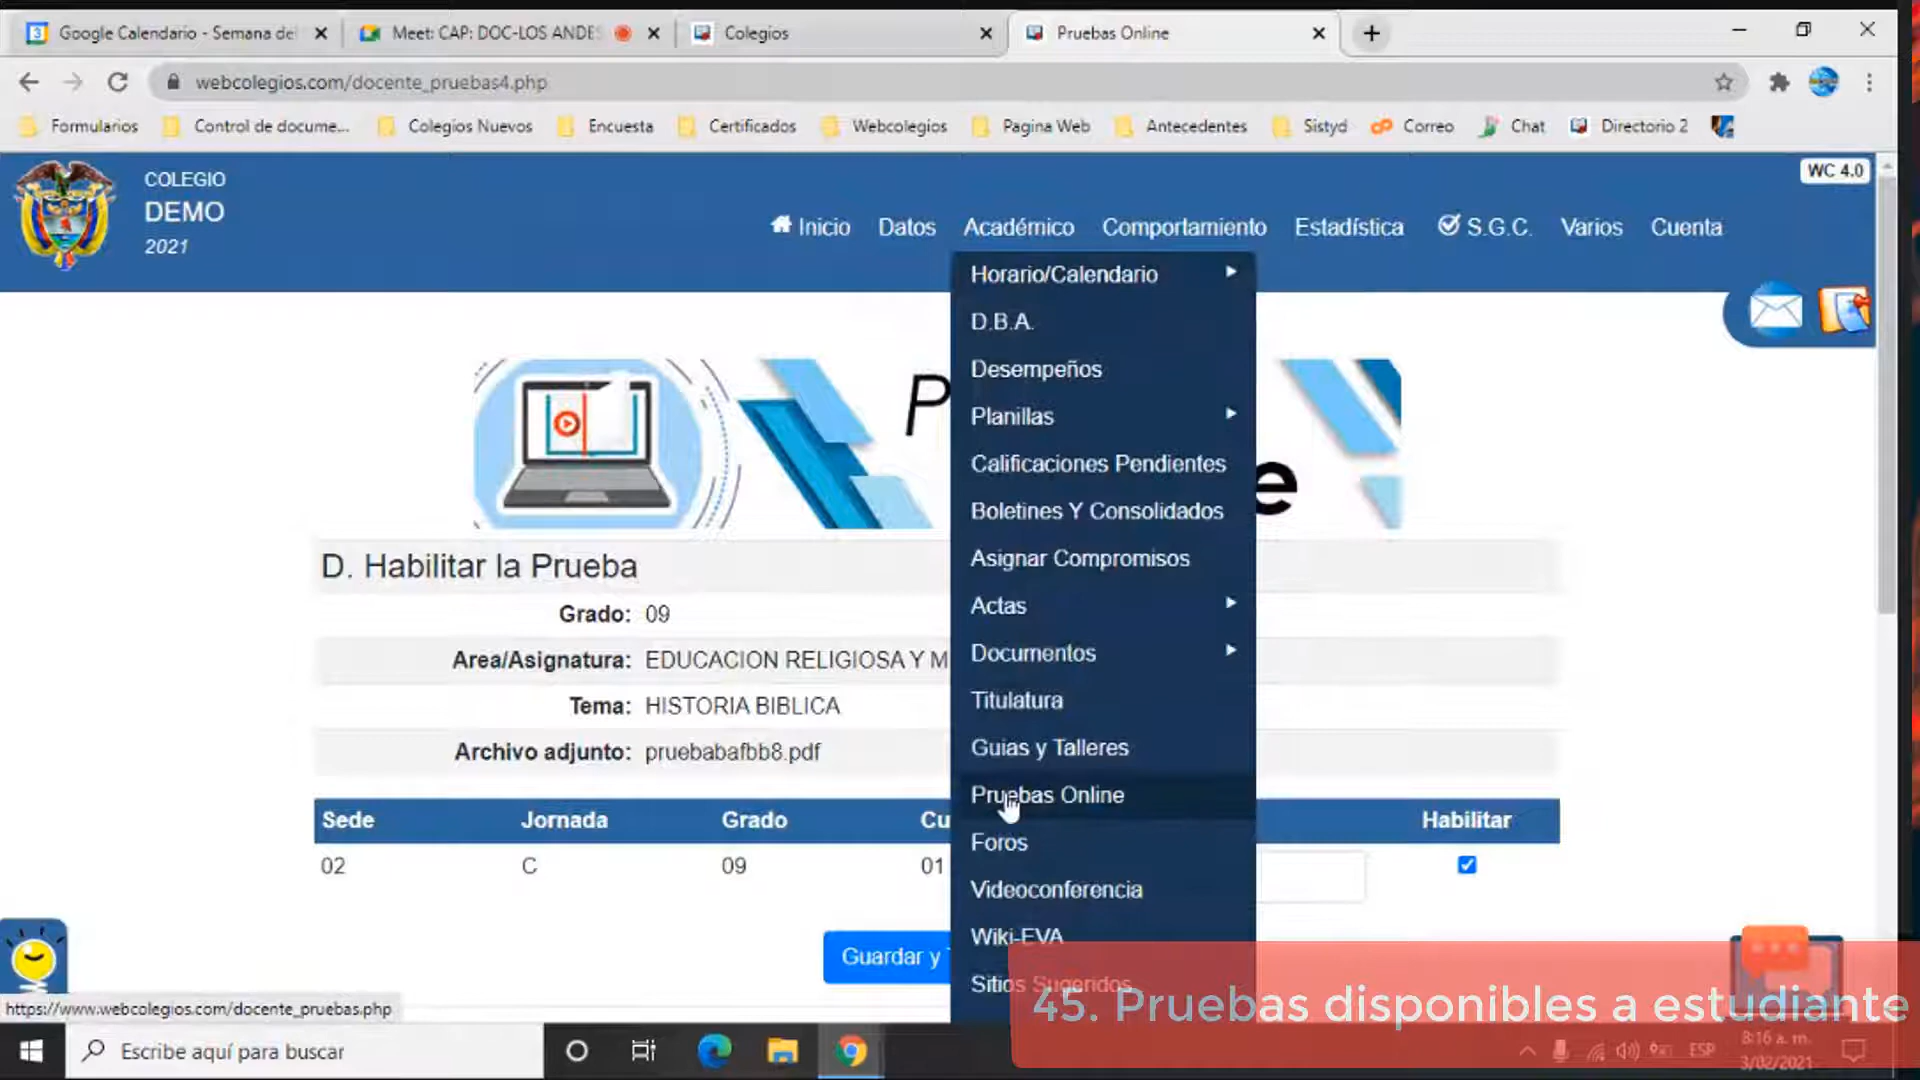 Google Calendario - Semana del
Meet: CAP: DOC-LOS ANDES
Colegios
Pruebas Online
webcolegios.com/docente_pruebas4.php
Formularios
Control de docume...
Colegios Nuevos
Encuesta
Certificados
Webcolegios
Pagina Web
Antecedentes
Sistyd
Correo
Chat
Directorio 2
COLEGIO
DEMO
2021
WC 4.0
Inicio
Datos
Académico
Comportamiento
Estadística
S.G.C.
Varios
Cuenta
Horario/Calendario
D.B.A.
Desempeños
Planillas
Calificaciones Pendientes
Boletines Y Consolidados
Asignar Compromisos
Actas
Documentos
Titulatura
Guias y Talleres
Pruebas Online
Foros
Videoconferencia
Wiki-EVA
Sitios Sugeridos
P
e
D. Habilitar la Prueba
Grado: 09
Area/Asignatura: EDUCACION RELIGIOSA Y M
Tema: HISTORIA BIBLICA
Archivo adjunto: pruebabafbb8.pdf
Sede Jornada Grado Cu Habilitar
02 C 09 01
Guardar y
https://www.webcolegios.com/docente_pruebas.php
45. Pruebas disponibles a estudiante
Escribe aquí para buscar
ESP
8:16 a. m.
3/02/2021